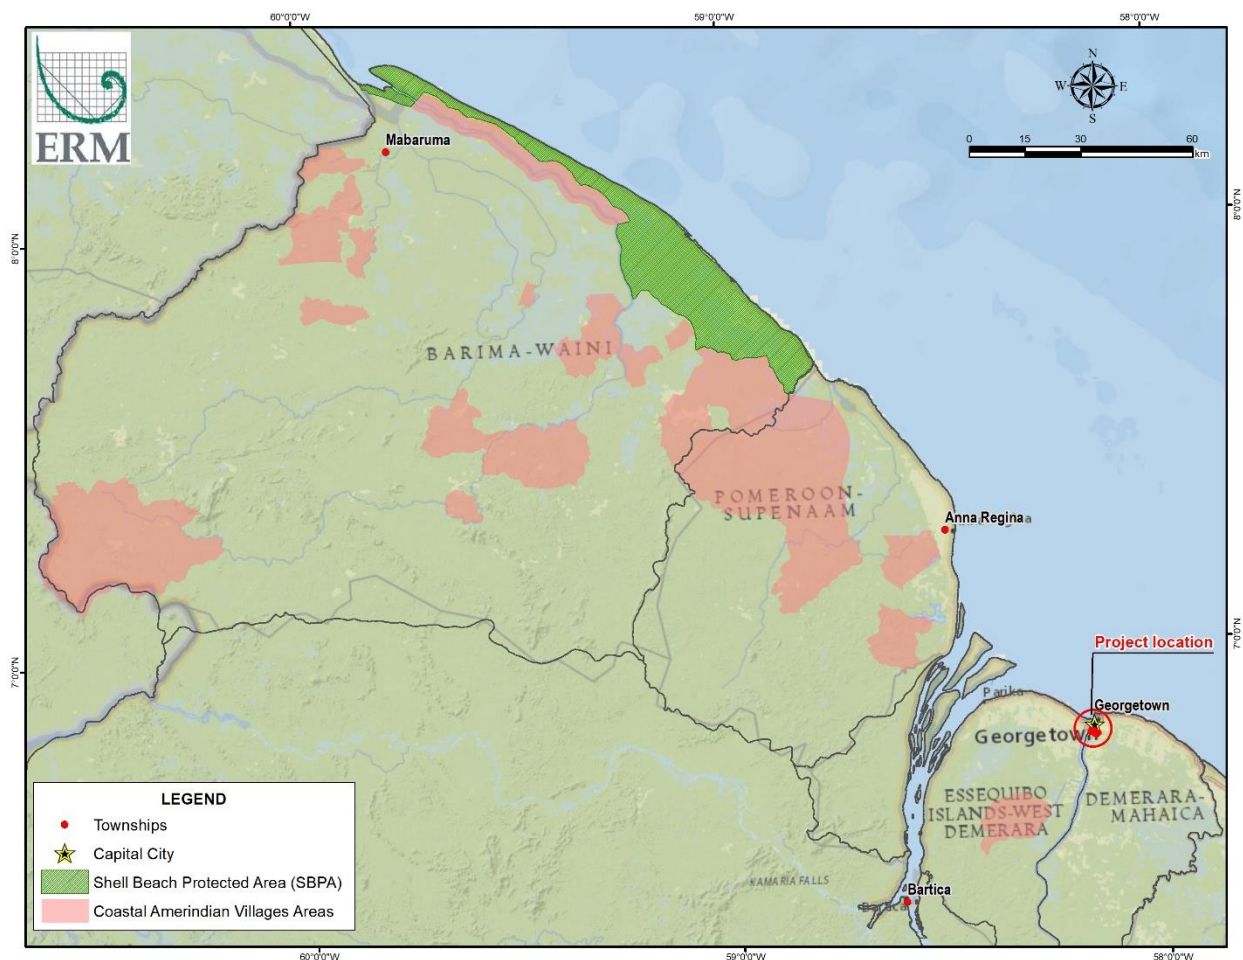 60°0'0"W
59°0'0"W
58°0'0"W
ERM
N
W
E
S
0
15
30
60
km
Mabaruma
8°0'0"N
8°0'0"N
BARIMA-WAINI
POMEROON-
SUPENAAM
Anna Regina
7°0'0"N
7°0'0"N
Project location
Parika
Georgetown
Georgetown
ESSEQUIBO
ISLANDS-WEST
DEMERARA
DEMERARA-
MAHAICA
KAMARIA FALLS
Bartica
LEGEND
Townships
Capital City
Shell Beach Protected Area (SBPA)
Coastal Amerindian Villages Areas
60°0'0"W
59°0'0"W
58°0'0"W